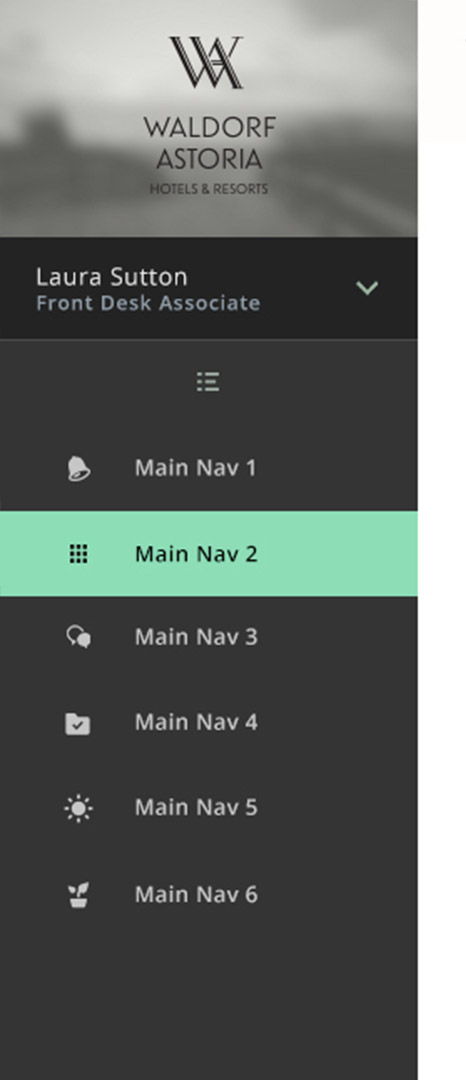 WALDORF
ASTORIA
HOTELS & RESORTS
Laura Sutton
Front Desk Associate
Main Nav 1
Main Nav 2
Main Nav 3
Main Nav 4
Main Nav 5
Main Nav 6